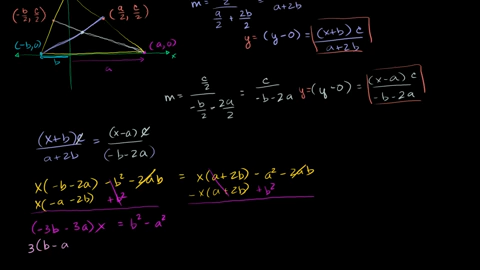 (-b/2, c/2)
(a/2, c/2)
(-b, 0)
(a, 0)
x
b
a
m = c/2 / (a/2 + 2b/2) = a+2b
y = (y-0) = (x+b) c / a+2b
m = c/2 / (-b/2 - 2a/2) = c / -b-2a
y = (y-0) = (x-a) c / -b-2a
(x+b)c / a+2b = (x-a)c / (-b-2a)
x(-b-2a) - b² - 2ab = x(a+2b) - a² - 2ab
x(-a-2b) + b² -x(a+2b) + b²
(-3b-3a)x = b² - a²
3(b-a